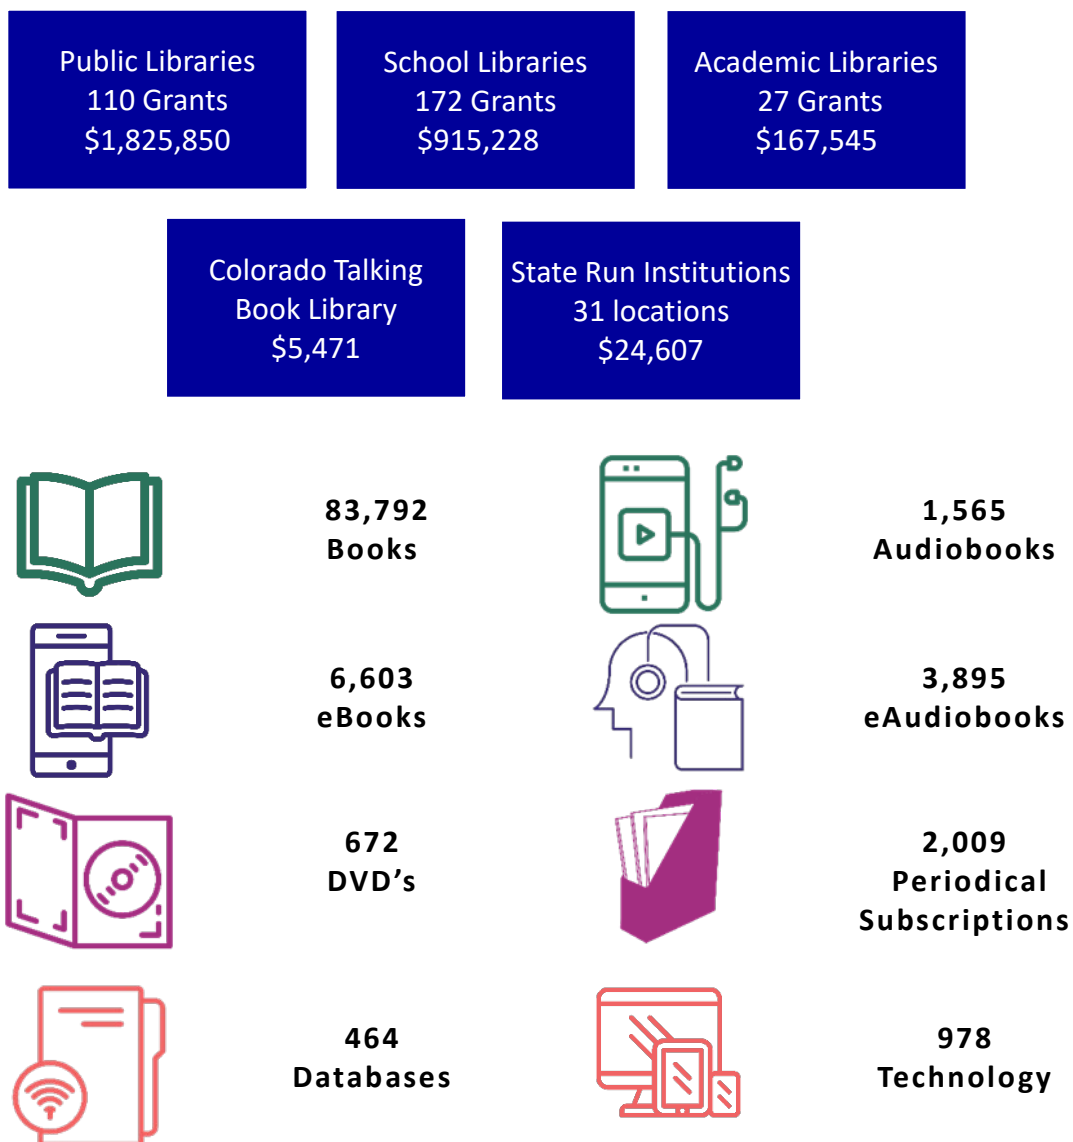 Public Libraries
110 Grants
$1,825,850
School Libraries
172 Grants
$915,228
Academic Libraries
27 Grants
$167,545
Colorado Talking
Book Library
$5,471
State Run Institutions
31 locations
$24,607
83,792
Books
1,565
Audiobooks
6,603
eBooks
3,895
eAudiobooks
672
DVD’s
2,009
Periodical
Subscriptions
464
Databases
978
Technology